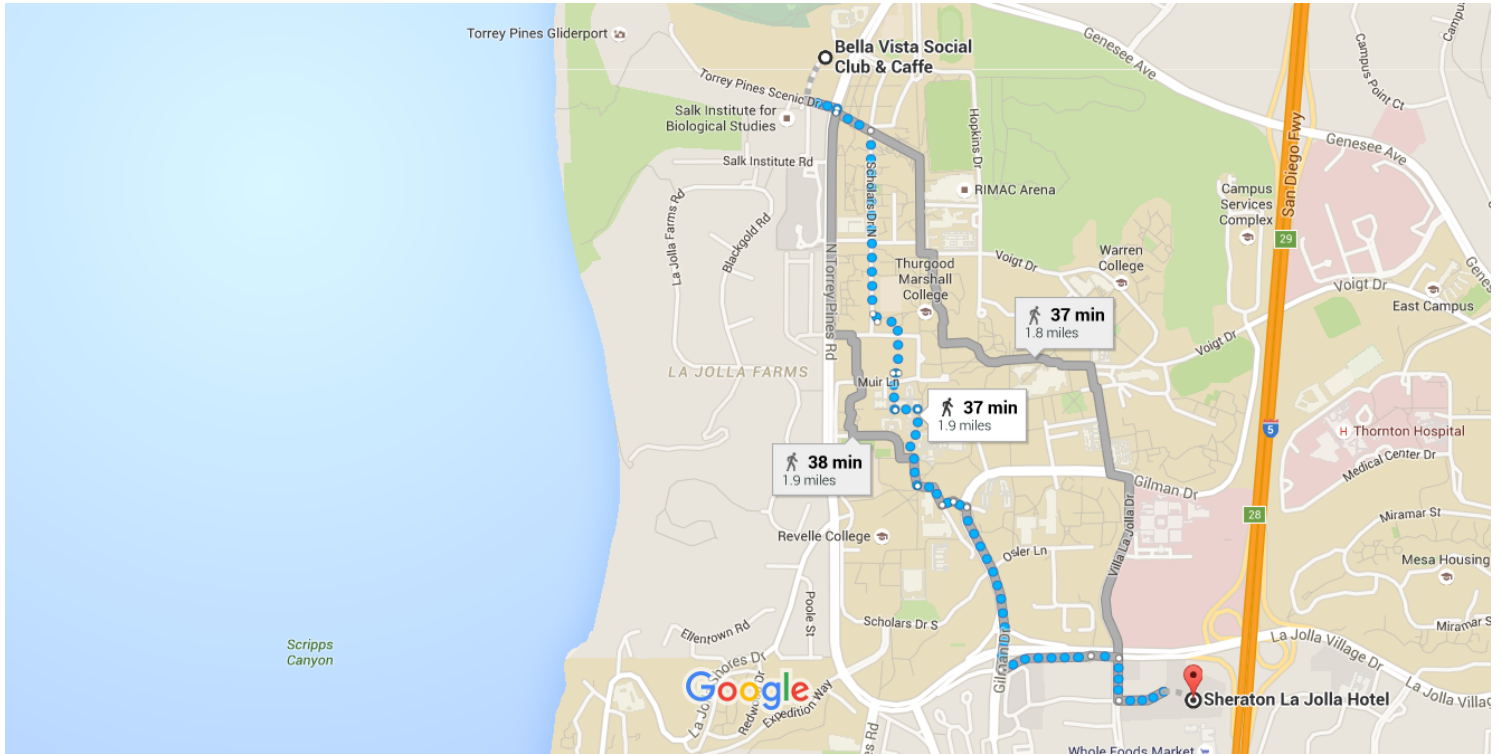 Torrey Pines Gliderport
Bella Vista Social
Club & Caffe
Genesee Ave
Campus Point Ct
Torrey Pines Scenic Dr
Salk Institute for
Biological Studies
Hopkins Dr
San Diego Fwy
Genesee Ave
Salk Institute Rd
Scholars Dr N
RIMAC Arena
Campus
Services
Complex
La Jolla Farms Rd
Blackgold Rd
N Torrey Pines Rd
29
Voigt Dr
Warren
College
Thurgood
Marshall
College
Voigt Dr
East Campus
37 min
1.8 miles
Voigt Dr
LA JOLLA FARMS
Muir Ln
37 min
1.9 miles
5
H Thornton Hospital
Medical Center Dr
38 min
1.9 miles
Gilman Dr
28
Miramar St
Revelle College
Osler Ln
Villa La Jolla Dr
Mesa Housing
Poole St
Scholars Dr S
Miramar St
Ellentown Rd
Scripps
Canyon
Gilman Dr
La Jolla Village Dr
Google
Expedition Way
Sheraton La Jolla Hotel
La Jolla Villag
Whole Foods Market